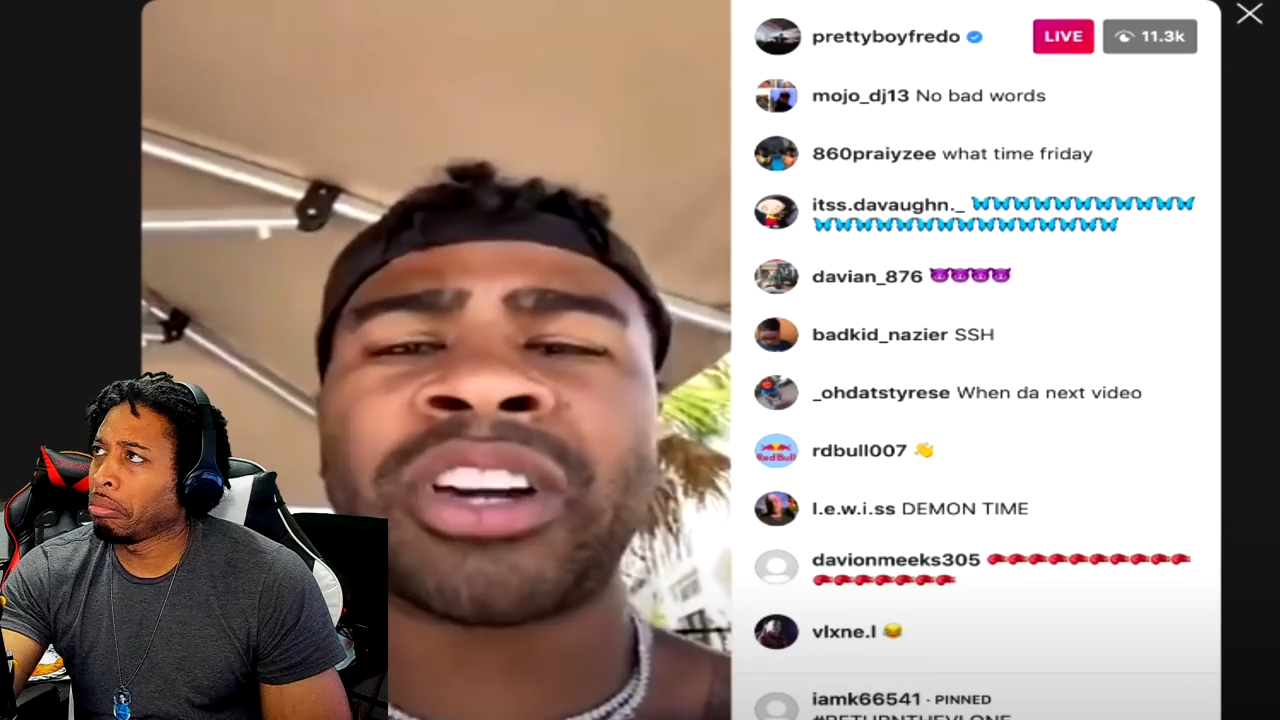 prettyboyfredo
LIVE
11.3k
mojo_dj13 No bad words
860praiyzee what time friday
itss.davaughn._
davian_876
badkid_nazier SSH
_ohdatstyrese When da next video
Red Bull
rdbull007
l.e.w.i.ss DEMON TIME
davionmeeks305
vlxne.l
iamk66541 · PINNED
#RETURNTHEVLONE